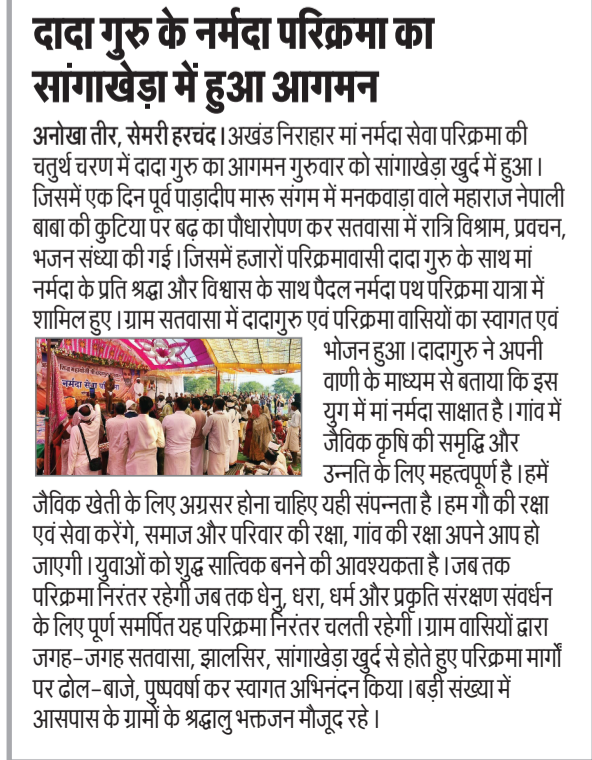 दादा गुरु के नर्मदा परिक्रमा का
सांगाखेड़ा में हुआ आगमन
अनोखा तीर, सेमरी हरचंद।अखंड निराहार मां नर्मदा सेवा परिक्रमा की
चतुर्थ चरण में दादा गुरु का आगमन गुरुवार को सांगाखेड़ा खुर्द में हुआ।
जिसमें एक दिन पूर्व पाड़ादीप मारू संगम में मनकवाड़ा वाले महाराज नेपाली
बाबा की कुटिया पर बढ़ का पौधारोपण कर सतवासा में रात्रि विश्राम, प्रवचन,
भजन संध्या की गई।जिसमें हजारों परिक्रमावासी दादा गुरु के साथ मां
नर्मदा के प्रति श्रद्धा और विश्वास के साथ पैदल नर्मदा पथ परिक्रमा यात्रा में
शामिल हुए।ग्राम सतवासा में दादागुरु एवं परिक्रमा वासियों का स्वागत एवं
भोजन हुआ।दादागुरु ने अपनी
वाणी के माध्यम से बताया कि इस
युग में मां नर्मदा साक्षात है।गांव में
जैविक कृषि की समृद्धि और
उन्नति के लिए महत्वपूर्ण है।हमें
जैविक खेती के लिए अग्रसर होना चाहिए यही संपन्नता है।हम गौ की रक्षा
एवं सेवा करेंगे, समाज और परिवार की रक्षा, गांव की रक्षा अपने आप हो
जाएगी।युवाओं को शुद्ध सात्विक बनने की आवश्यकता है।जब तक
परिक्रमा निरंतर रहेगी जब तक धेनु, धरा, धर्म और प्रकृति संरक्षण संवर्धन
के लिए पूर्ण समर्पित यह परिक्रमा निरंतर चलती रहेगी।ग्राम वासियों द्वारा
जगह-जगह सतवासा, झालसिर, सांगाखेड़ा खुर्द से होते हुए परिक्रमा मार्गों
पर ढोल-बाजे, पुष्पवर्षा कर स्वागत अभिनंदन किया।बड़ी संख्या में
आसपास के ग्रामों के श्रद्धालु भक्तजन मौजूद रहे।